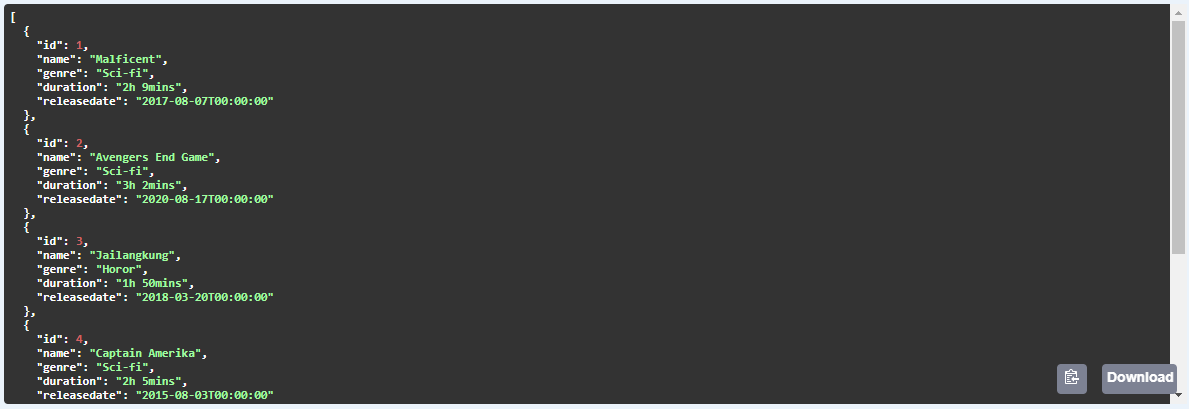 [
  {
    "id": 1,
    "name": "Malficent",
    "genre": "Sci-fi",
    "duration": "2h 9mins",
    "releasedate": "2017-08-07T00:00:00"
  },
  {
    "id": 2,
    "name": "Avengers End Game",
    "genre": "Sci-fi",
    "duration": "3h 2mins",
    "releasedate": "2020-08-17T00:00:00"
  },
  {
    "id": 3,
    "name": "Jailangkung",
    "genre": "Horor",
    "duration": "1h 50mins",
    "releasedate": "2018-03-20T00:00:00"
  },
  {
    "id": 4,
    "name": "Captain Amerika",
    "genre": "Sci-fi",
    "duration": "2h 5mins",
    "releasedate": "2015-08-03T00:00:00"
Download